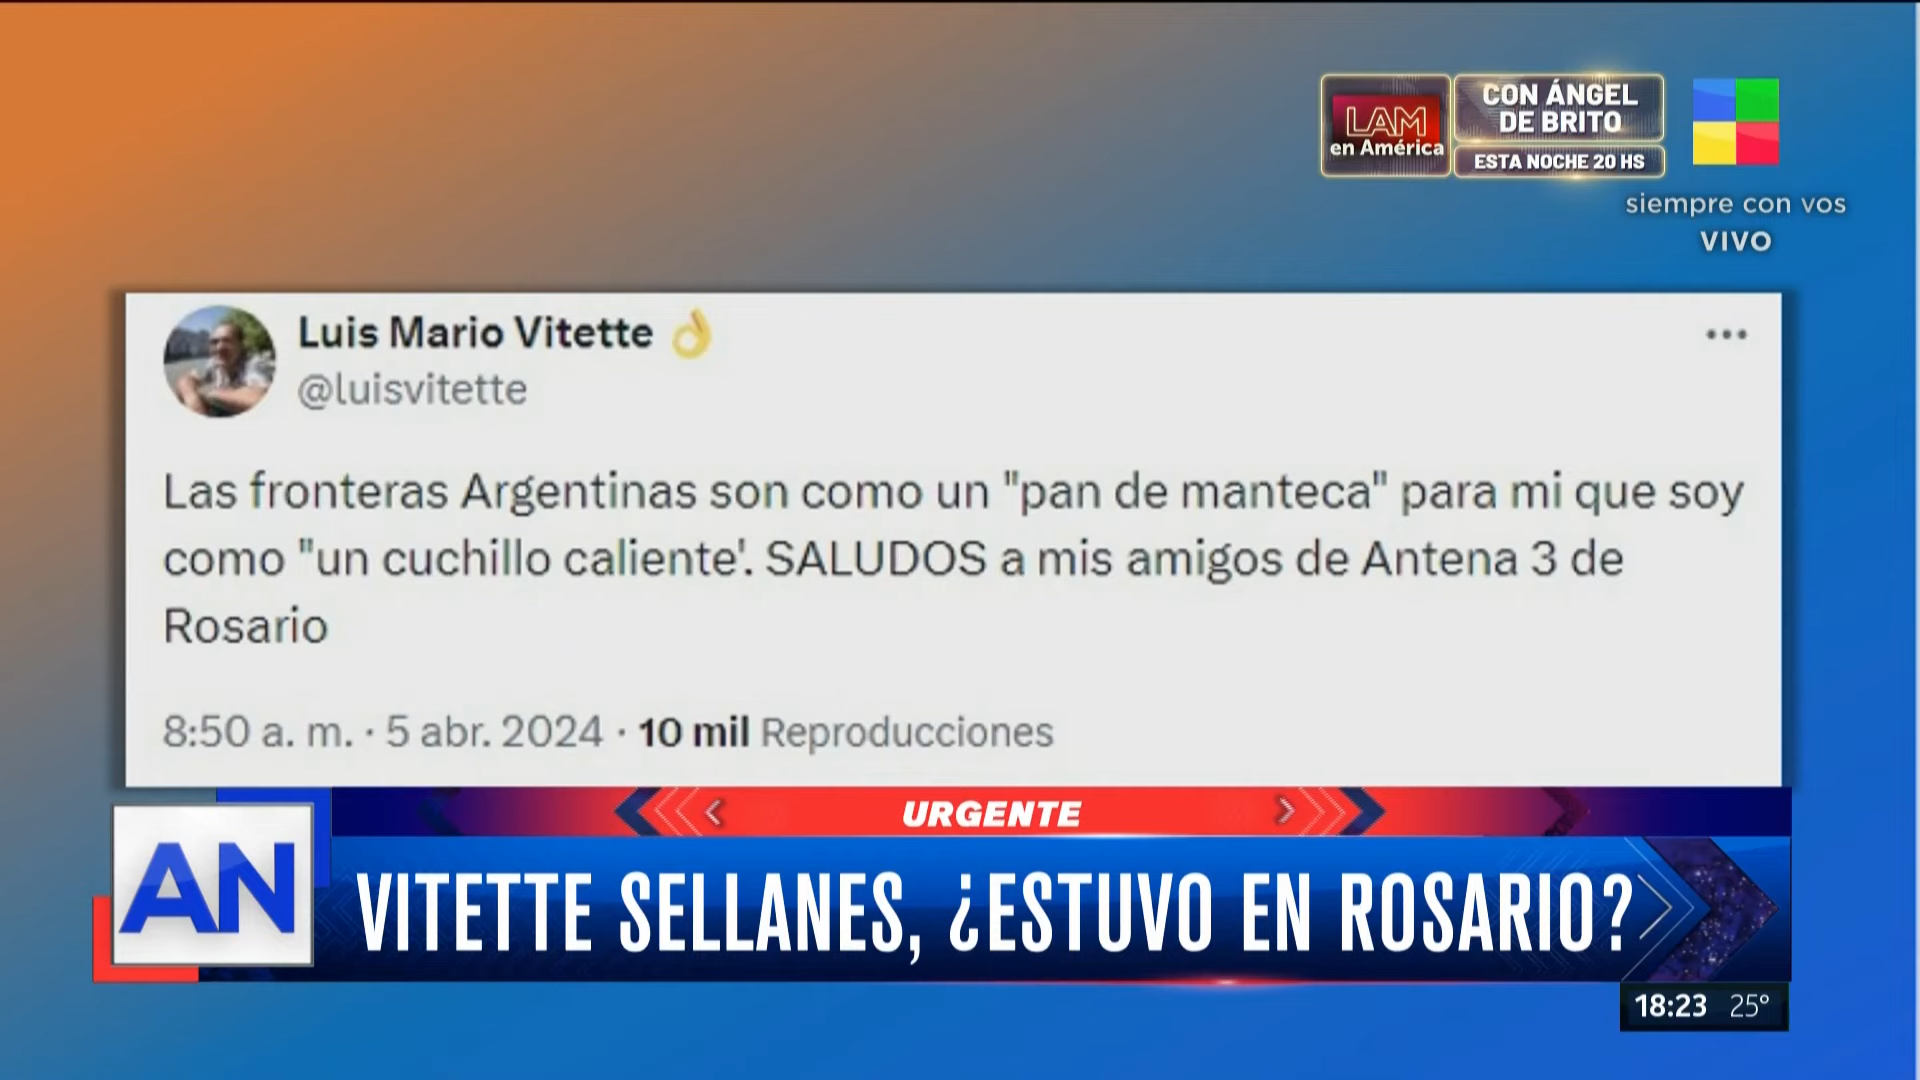 LAM
en América
CON ÁNGEL
DE BRITO
ESTA NOCHE 20 HS
siempre con vos
VIVO
Luis Mario Vitette 👌
@luisvitette
Las fronteras Argentinas son como un "pan de manteca" para mi que soy
como "un cuchillo caliente'. SALUDOS a mis amigos de Antena 3 de
Rosario
8:50 a. m. · 5 abr. 2024 · 10 mil Reproducciones
URGENTE
AN
VITETTE SELLANES, ¿ESTUVO EN ROSARIO?
18:23 25°